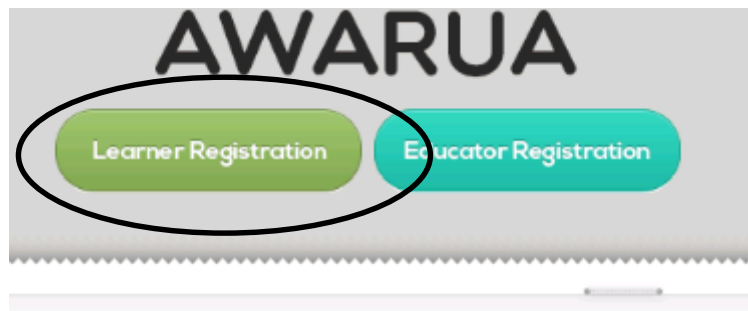 AWARUA
Learner Registration
Educator Registration